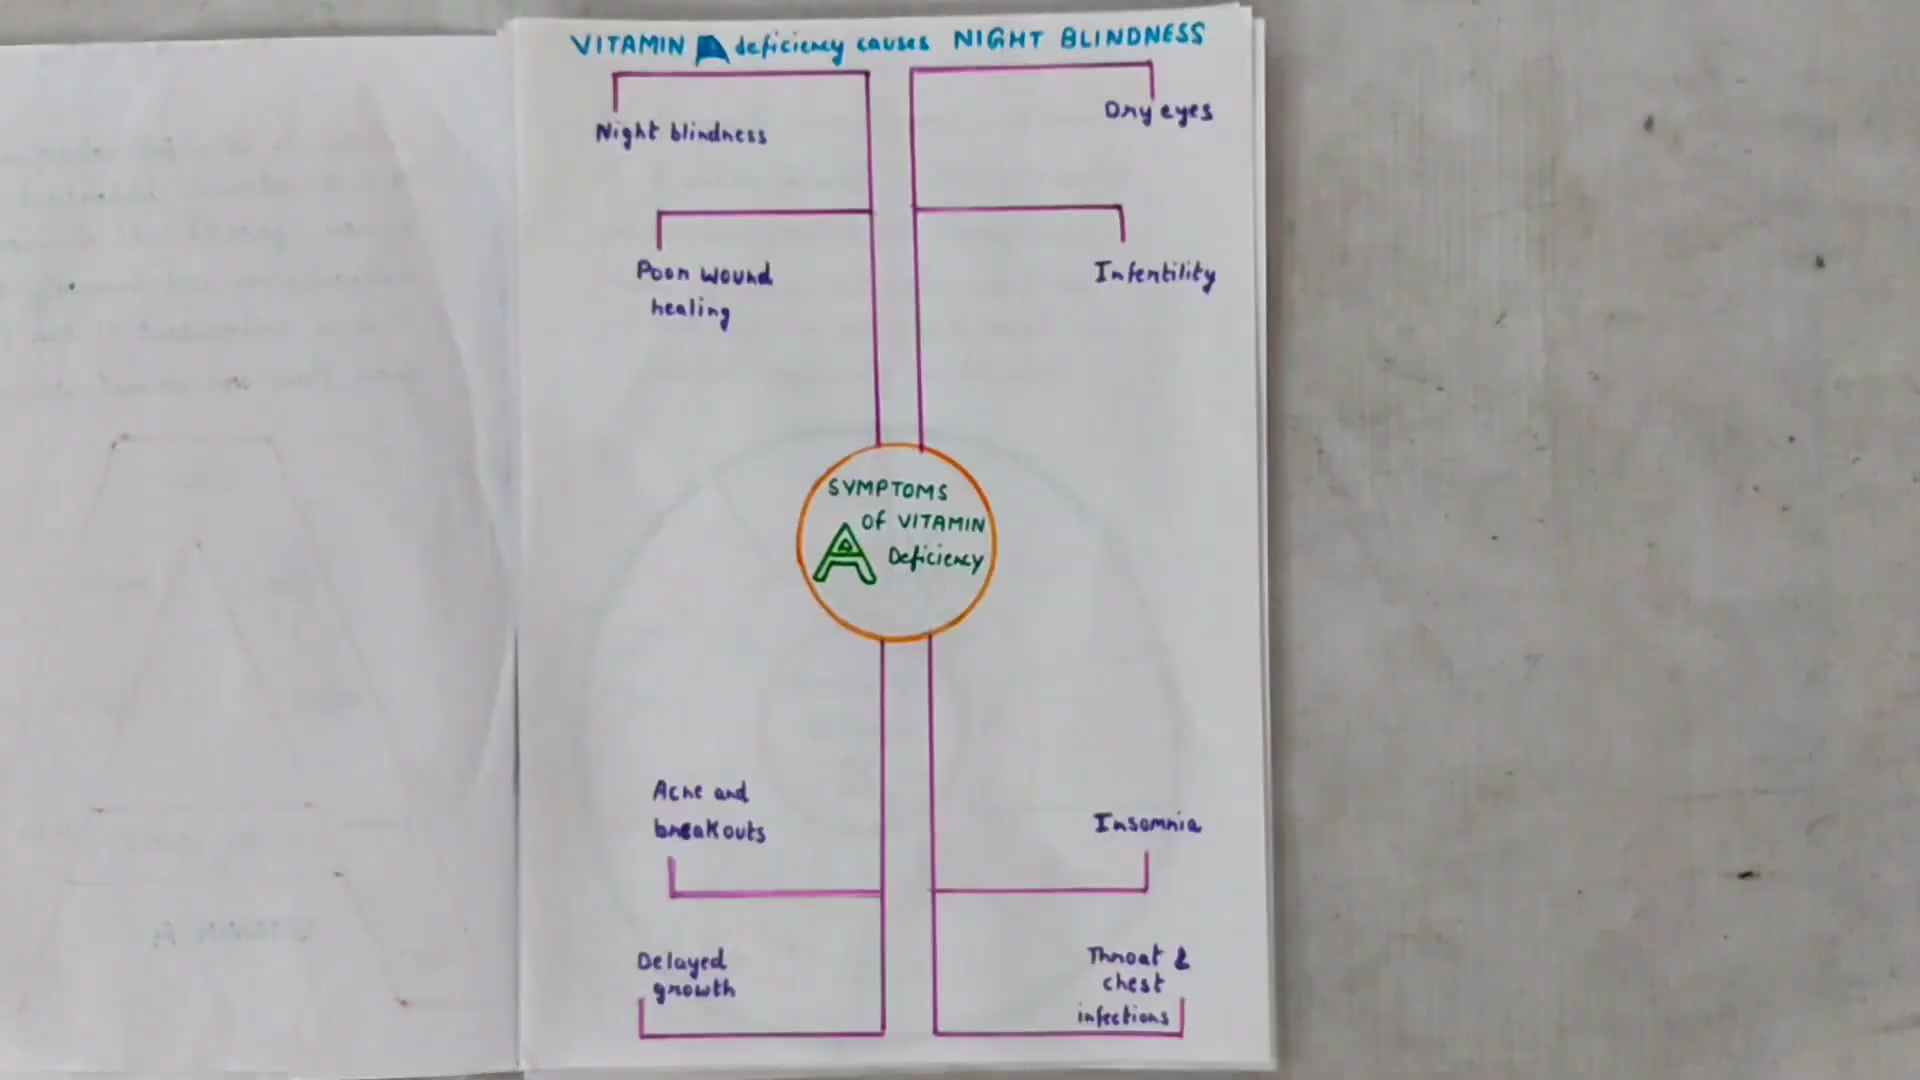 VITAMIN A deficiency causes NIGHT BLINDNESS
Night blindness
Dry eyes
Poor wound
healing
Infertility
SYMPTOMS
OF VITAMIN
A Deficiency
Acne and
breakouts
Insomnia
Delayed
growth
Throat &
chest
infections